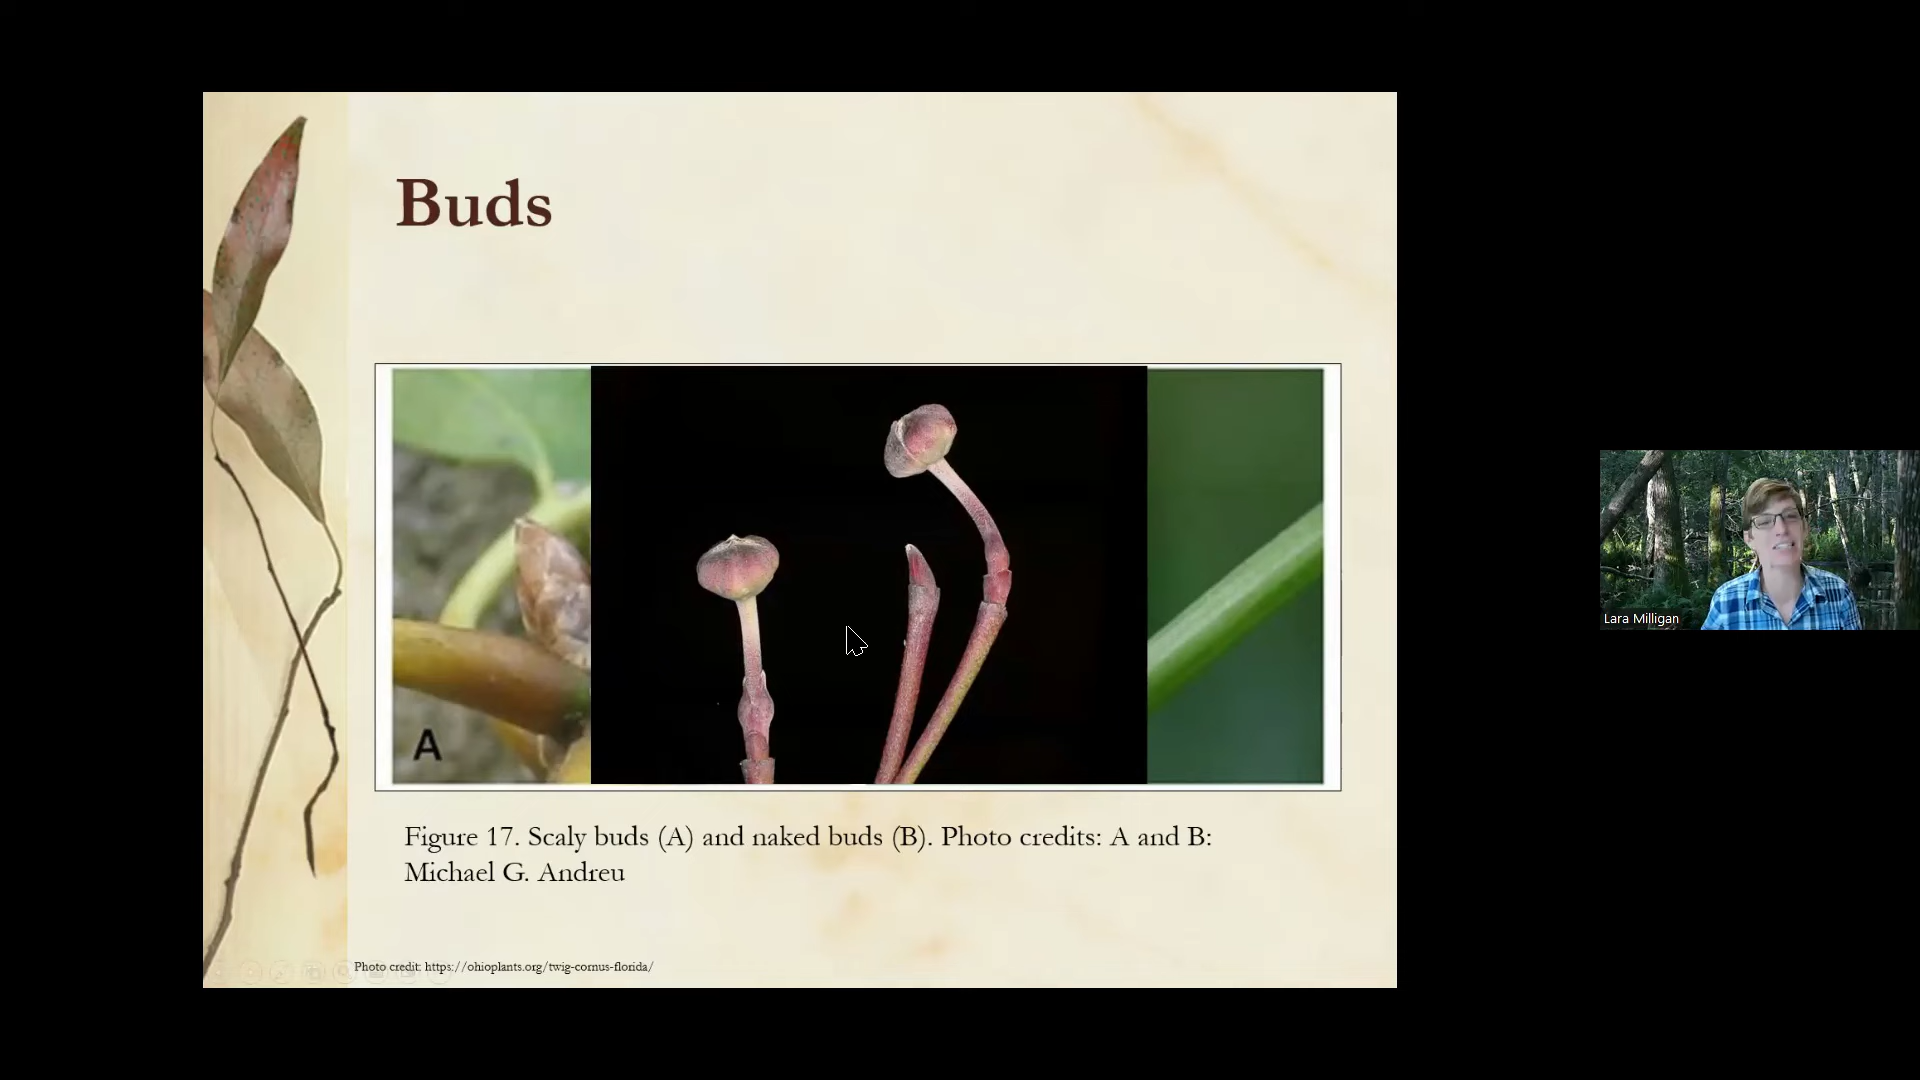 Buds
A
Figure 17. Scaly buds (A) and naked buds (B). Photo credits: A and B:
Michael G. Andreu
Photo credit: https://ohioplants.org/twig-cornus-florida/
Lara Milligan